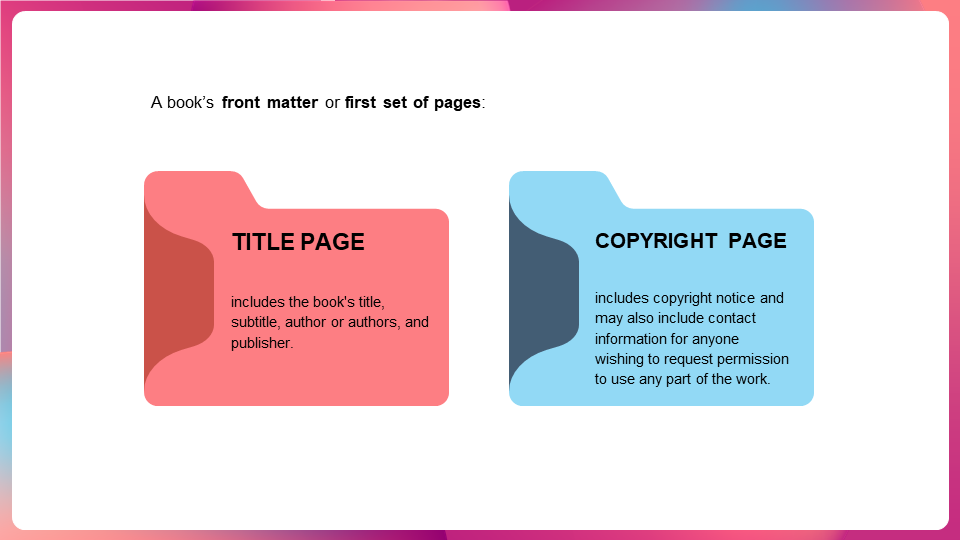 A book’s front matter or first set of pages:
TITLE PAGE
includes the book's title,
subtitle, author or authors, and
publisher.
COPYRIGHT PAGE
includes copyright notice and
may also include contact
information for anyone
wishing to request permission
to use any part of the work.